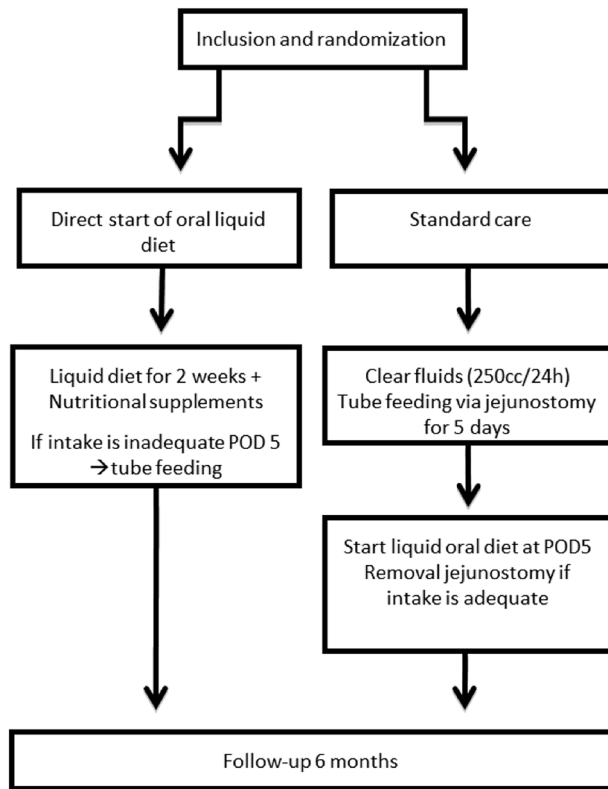 Inclusion and randomization
Direct start of oral liquid
diet
Standard care
Liquid diet for 2 weeks +
Nutritional supplements
If intake is inadequate POD 5
→tube feeding
Clear fluids (250cc/24h)
Tube feeding via jejunostomy
for 5 days
Start liquid oral diet at POD5
Removal jejunostomy if
intake is adequate
Follow-up 6 months